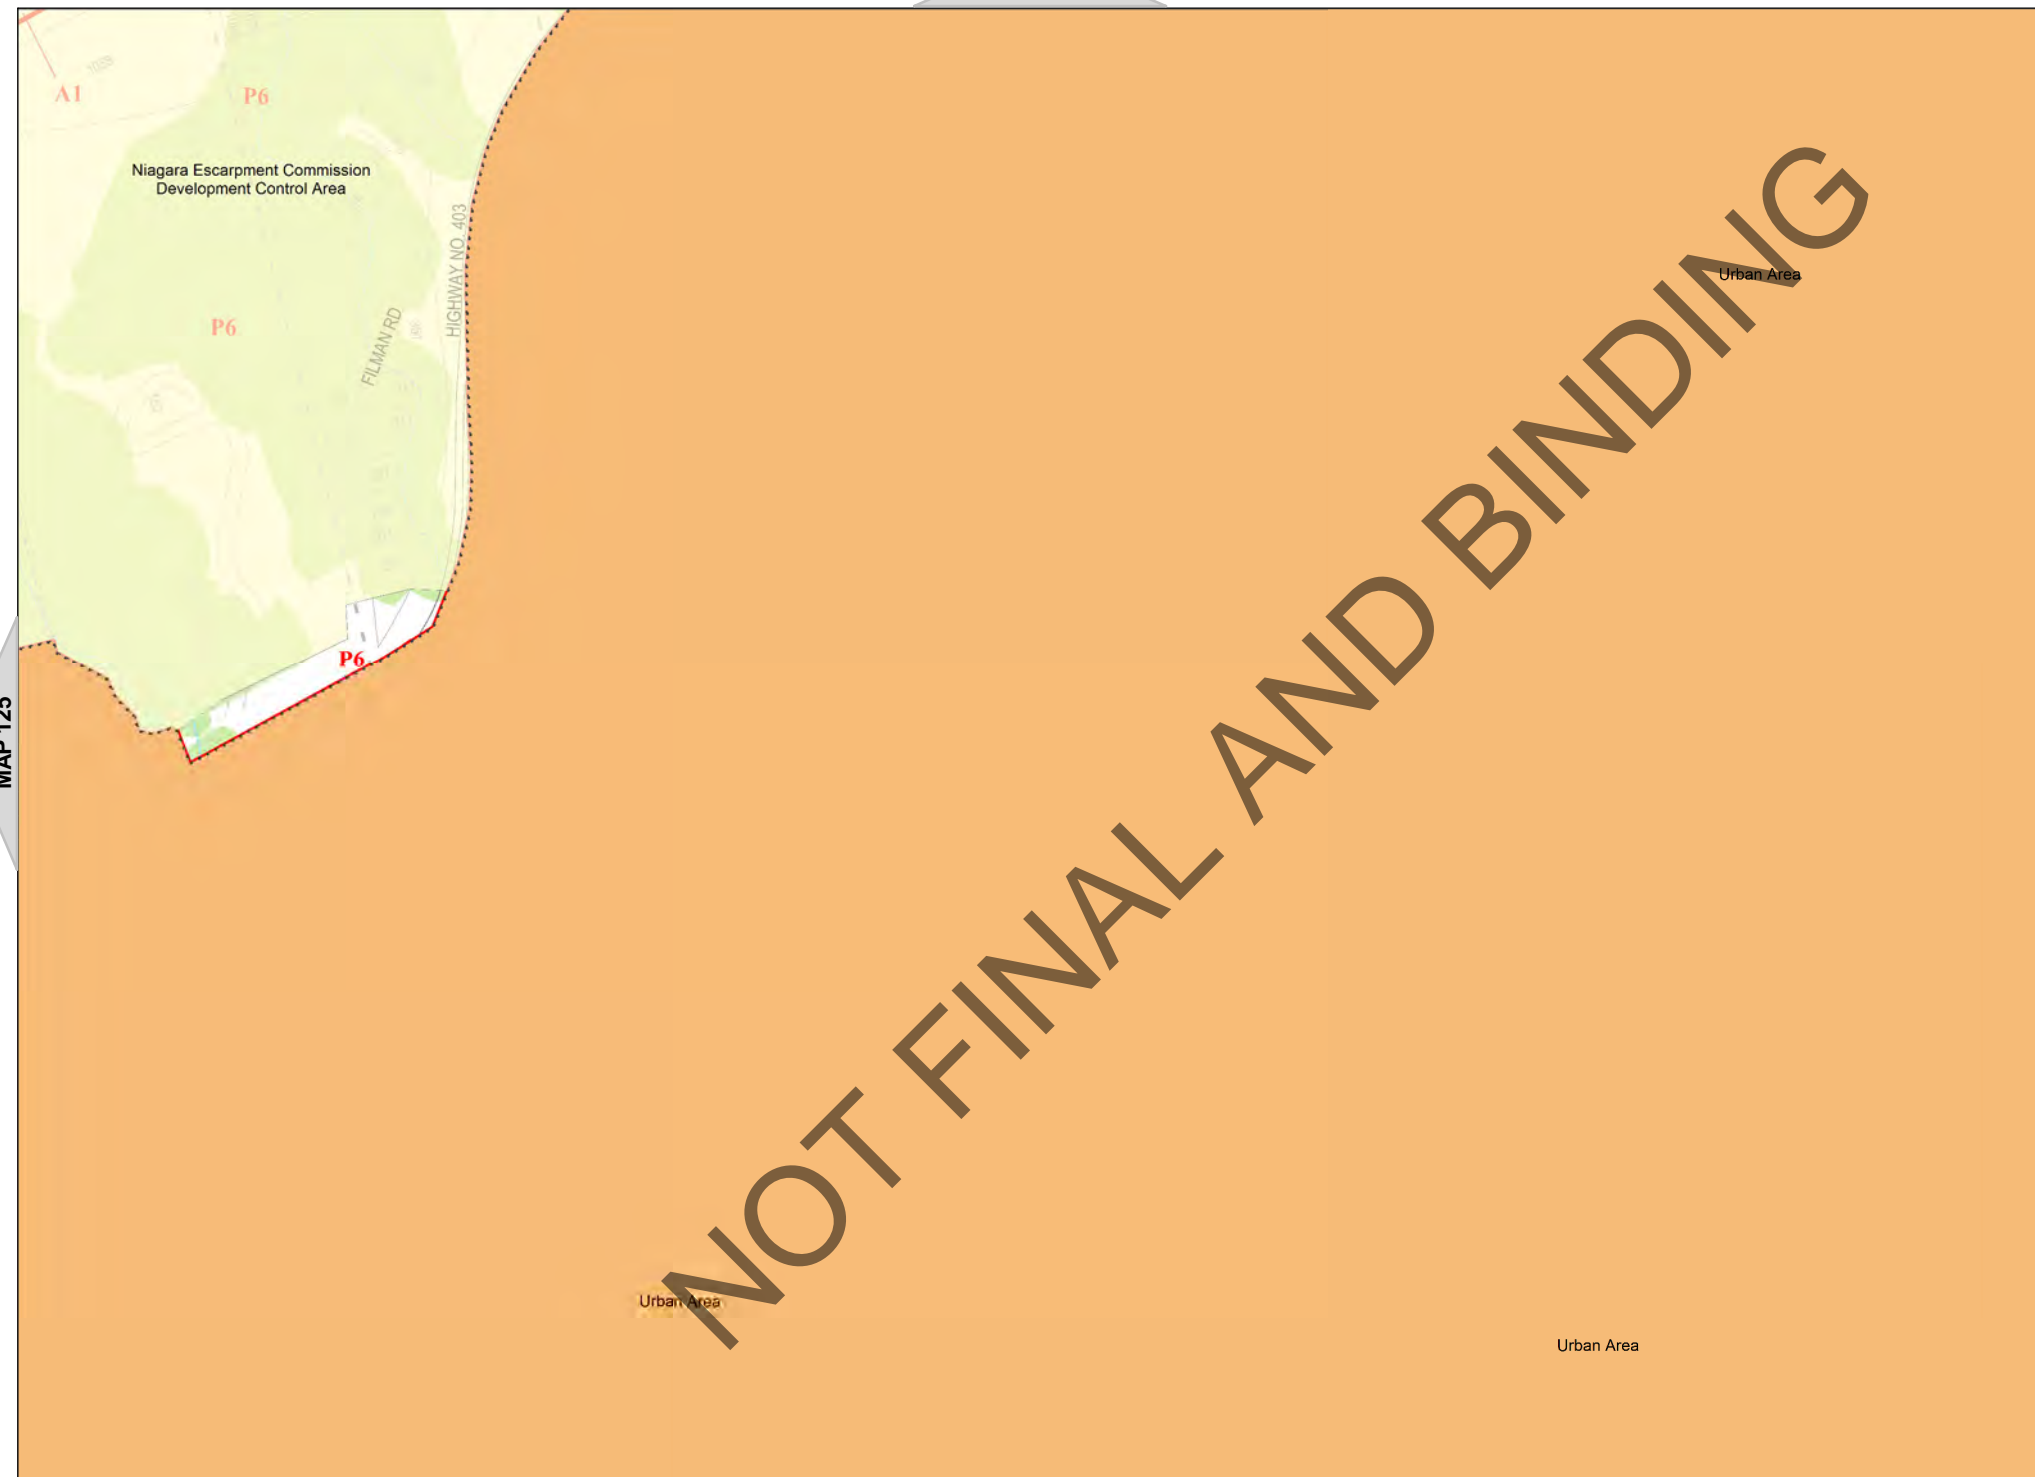 1039
A1
P6
Niagara Escarpment Commission
Development Control Area
HIGHWAY NO. 403
Urban Area
P6
FILMAN RD
P6
MAP 125
NOT FINAL AND BINDING
Urban Area
Urban Area